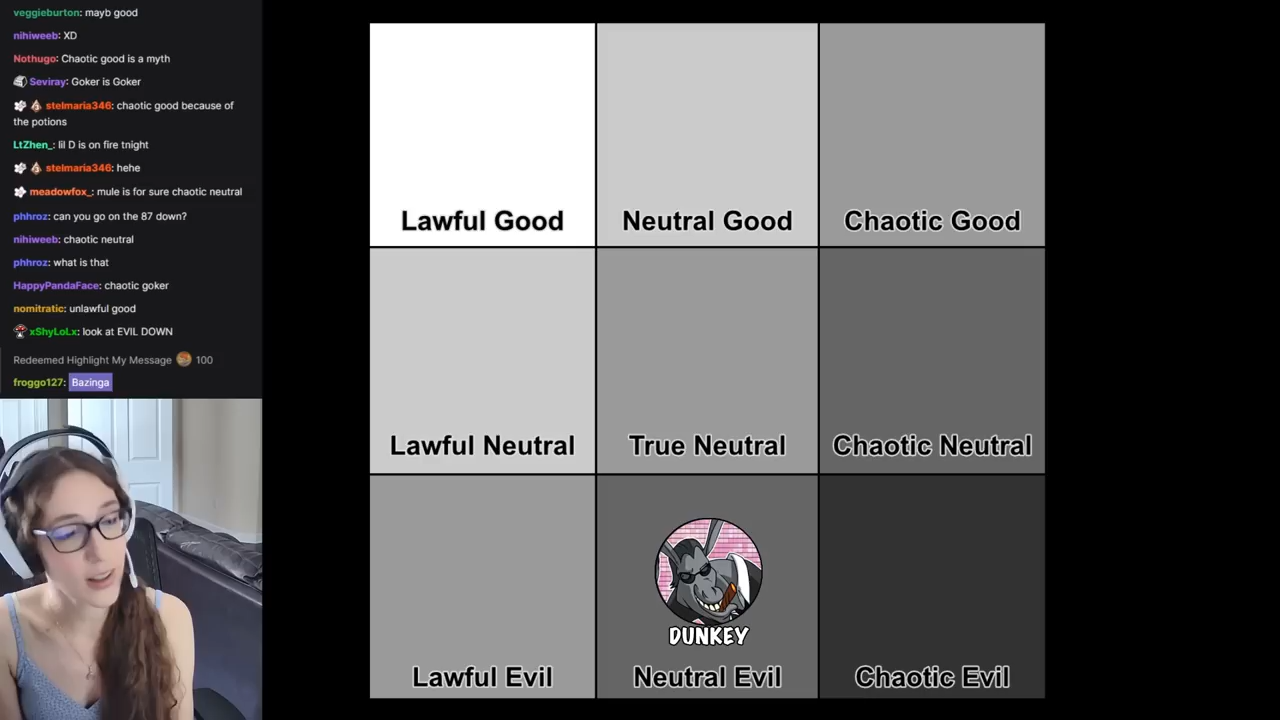 veggieburton: mayb good
nihiweeb: XD
Nothugo: Chaotic good is a myth
Seviray: Goker is Goker
stelmaria346: chaotic good because of
the potions
LtZhen_: lil D is on fire tnight
stelmaria346: hehe
meadowfox_: mule is for sure chaotic neutral
phhroz: can you go on the 87 down?
nihiweeb: chaotic neutral
phhroz: what is that
HappyPandaFace: chaotic goker
nomitratic: unlawful good
xShyLoLx: look at EVIL DOWN
Redeemed Highlight My Message 100
froggo127: Bazinga
Lawful Good
Neutral Good
Chaotic Good
Lawful Neutral
True Neutral
Chaotic Neutral
DUNKEY
Lawful Evil
Neutral Evil
Chaotic Evil